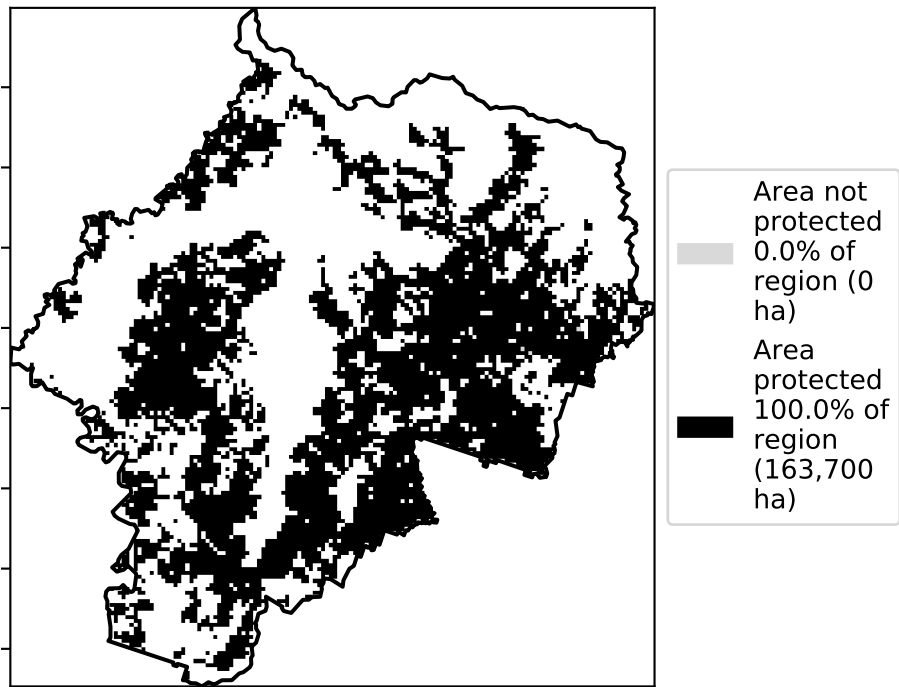 Area not
protected
0.0% of
region (0
ha)
Area
protected
100.0% of
region
(163,700
ha)